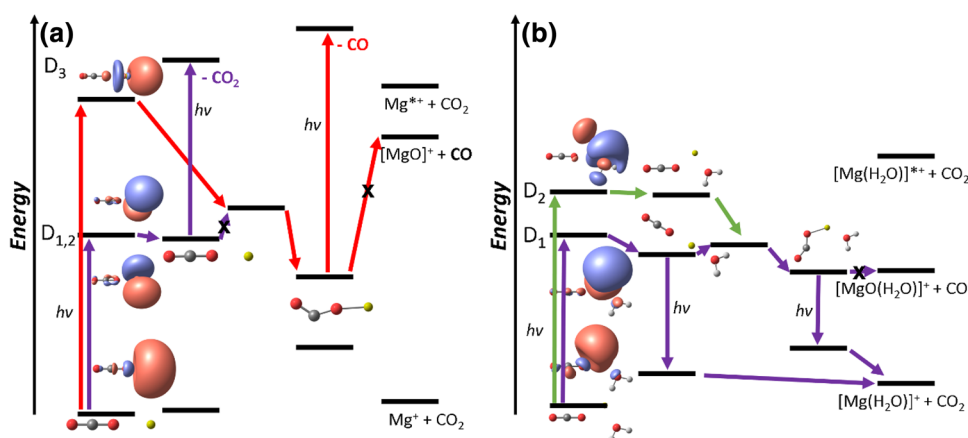 (a)
D3
- CO2
hν
- CO
hν
Mg*+ + CO2
[MgO]+ + CO
x
x
D1,2
hν
Mg+ + CO2
Energy
(b)
[Mg(H2O)]*+ + CO2
D2
D1
x
[MgO(H2O)]+ + CO
hν
hν
hν
[Mg(H2O)]+ + CO2
Energy